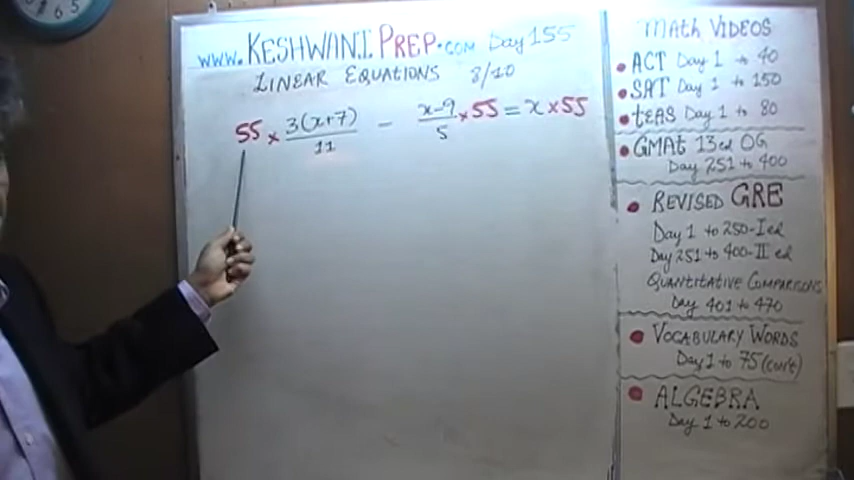 www.KESHWANI PREP.com Day 155
LINEAR EQUATIONS 8/10
55 × 3(x+7)/11 - x-9/5 × 55 = x × 55
Math VIDEOS
• ACT Day 1 to 40
• SAT Day 1 to 150
• tEAS Day 1 to 80
• GMAt 13ed OG
Day 251 to 400
• REVISED GRE
Day 1 to 250-I ed
Day 251 to 400-II ed
QUANTITATIVE COMPARISONS
Day 401 to 470
• VOCABULARY WORDS
Day 1 to 75 (con't)
• ALGEBRA
Day 1 to 200